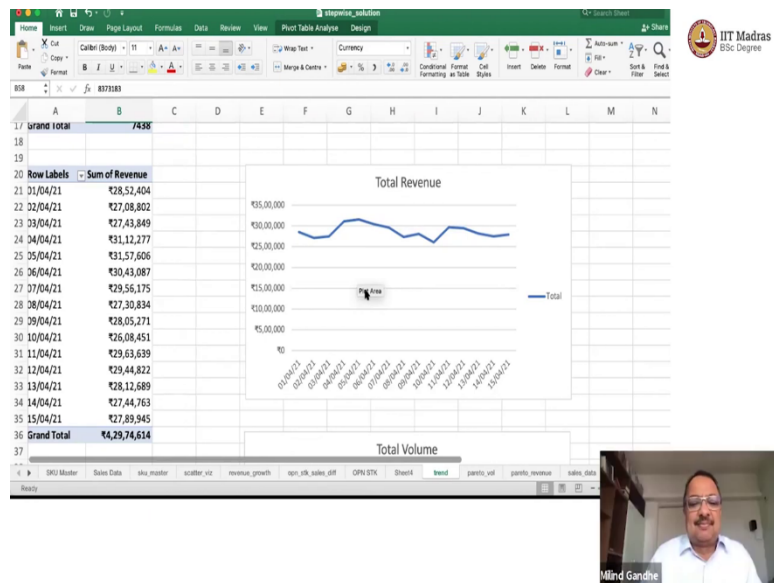 stepwise_solution
Search Sheet
Home Insert Draw Page Layout Formulas Data Review View Pivot Table Analyse Design
Share
IIT Madras
BSc Degree
Paste
Cut
Copy
Format
Calibri (Body) 11 A A
B I U
Wrap Text
Merge & Centre
Currency
Conditional Formatting
Format as Table
Cell Styles
Insert Delete Format
Auto-sum
Fill
Clear
Sort & Filter
Find & Select
B58 fx 8373183
A B C D E F G H I J K L M N
17 Grand Total 7438
18
19
20 Row Labels Sum of Revenue
21 01/04/21 ₹28,52,404
22 02/04/21 ₹27,08,802
23 03/04/21 ₹27,43,849
24 04/04/21 ₹31,12,277
25 05/04/21 ₹31,57,606
26 06/04/21 ₹30,43,087
27 07/04/21 ₹29,56,175
28 08/04/21 ₹27,30,834
29 09/04/21 ₹28,05,271
30 10/04/21 ₹26,08,451
31 11/04/21 ₹29,63,639
32 12/04/21 ₹29,44,822
33 13/04/21 ₹28,12,689
34 14/04/21 ₹27,44,763
35 15/04/21 ₹27,89,945
36 Grand Total ₹4,29,74,614
37
Total Revenue
₹35,00,000
₹30,00,000
₹25,00,000
₹20,00,000
₹15,00,000
₹10,00,000
₹5,00,000
₹0
Plot Area
Total
01/04/21 02/04/21 03/04/21 04/04/21 05/04/21 06/04/21 07/04/21 08/04/21 09/04/21 10/04/21 11/04/21 12/04/21 13/04/21 14/04/21 15/04/21
Total Volume
SKU Master Sales Data sku_master scatter_viz revenue_growth opn_stk_sales_diff OPN STK Sheet4 trend pareto_vol pareto_revenue sales_data
Ready
Milind Gandhe